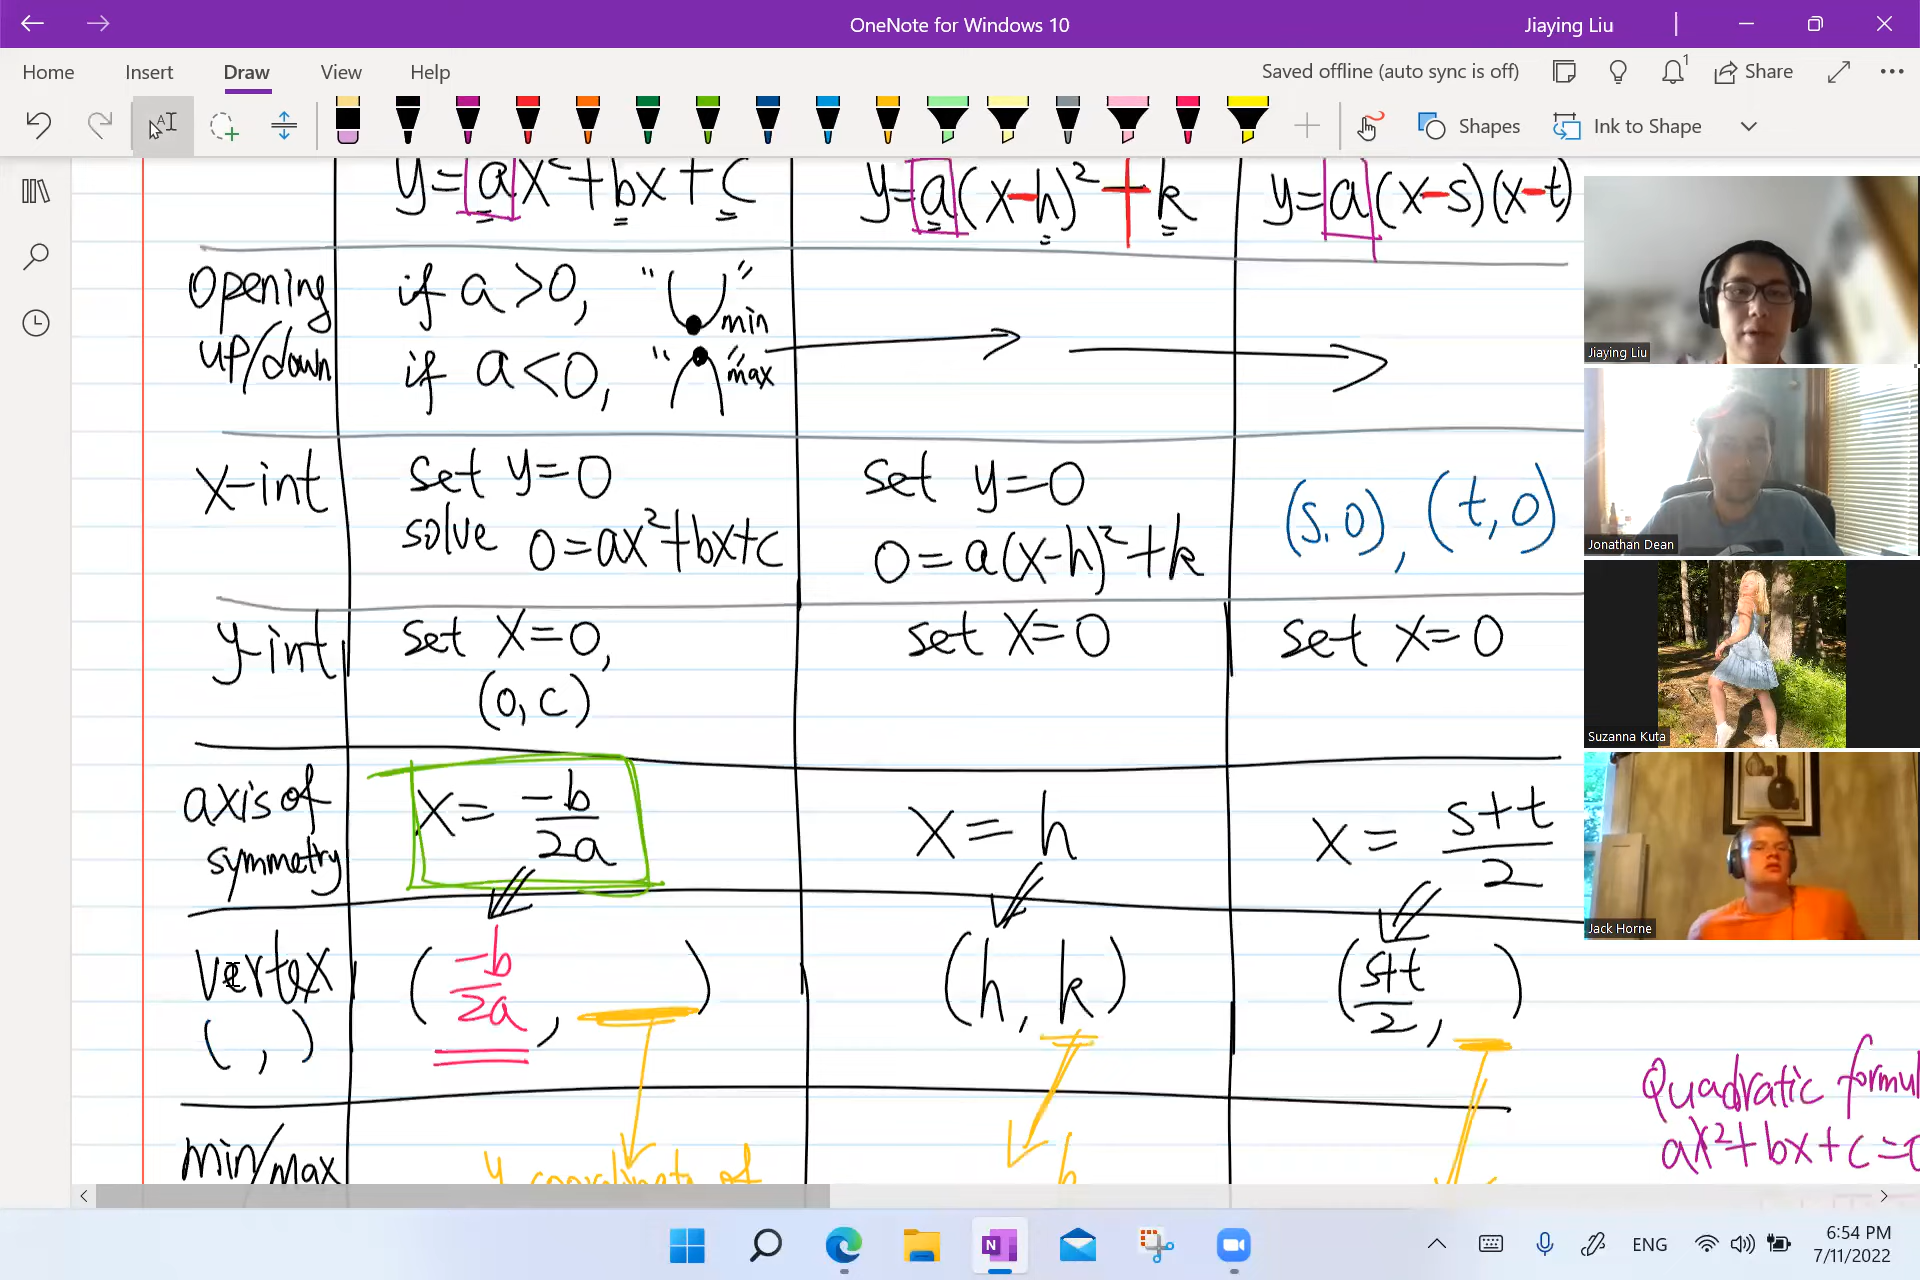 OneNote for Windows 10
Jiaying Liu
Home Insert Draw View Help
Saved offline (auto sync is off)
1
Share
Shapes
Ink to Shape
y=ax²+bx+c
y=a(x-h)²+k
y=a(x-s)(x-t)
opening up/down
if a>0, "∪" min
if a<0, "∩" max
x-int
set y=0
solve 0=ax²+bx+c
set y=0
0=a(x-h)²+k
(s,0), (t,0)
y-int
set x=0,
(0,c)
set x=0
set x=0
axis of symmetry
x= -b/2a
x=h
x= s+t/2
vertex
( , )
( -b/2a , )
(h, k)
( s+t/2 , )
min/max
y coordinate of
Quadratic formul
ax²+bx+c=0
Jiaying Liu
Jonathan Dean
Suzanna Kuta
Jack Horne
ENG
6:54 PM
7/11/2022